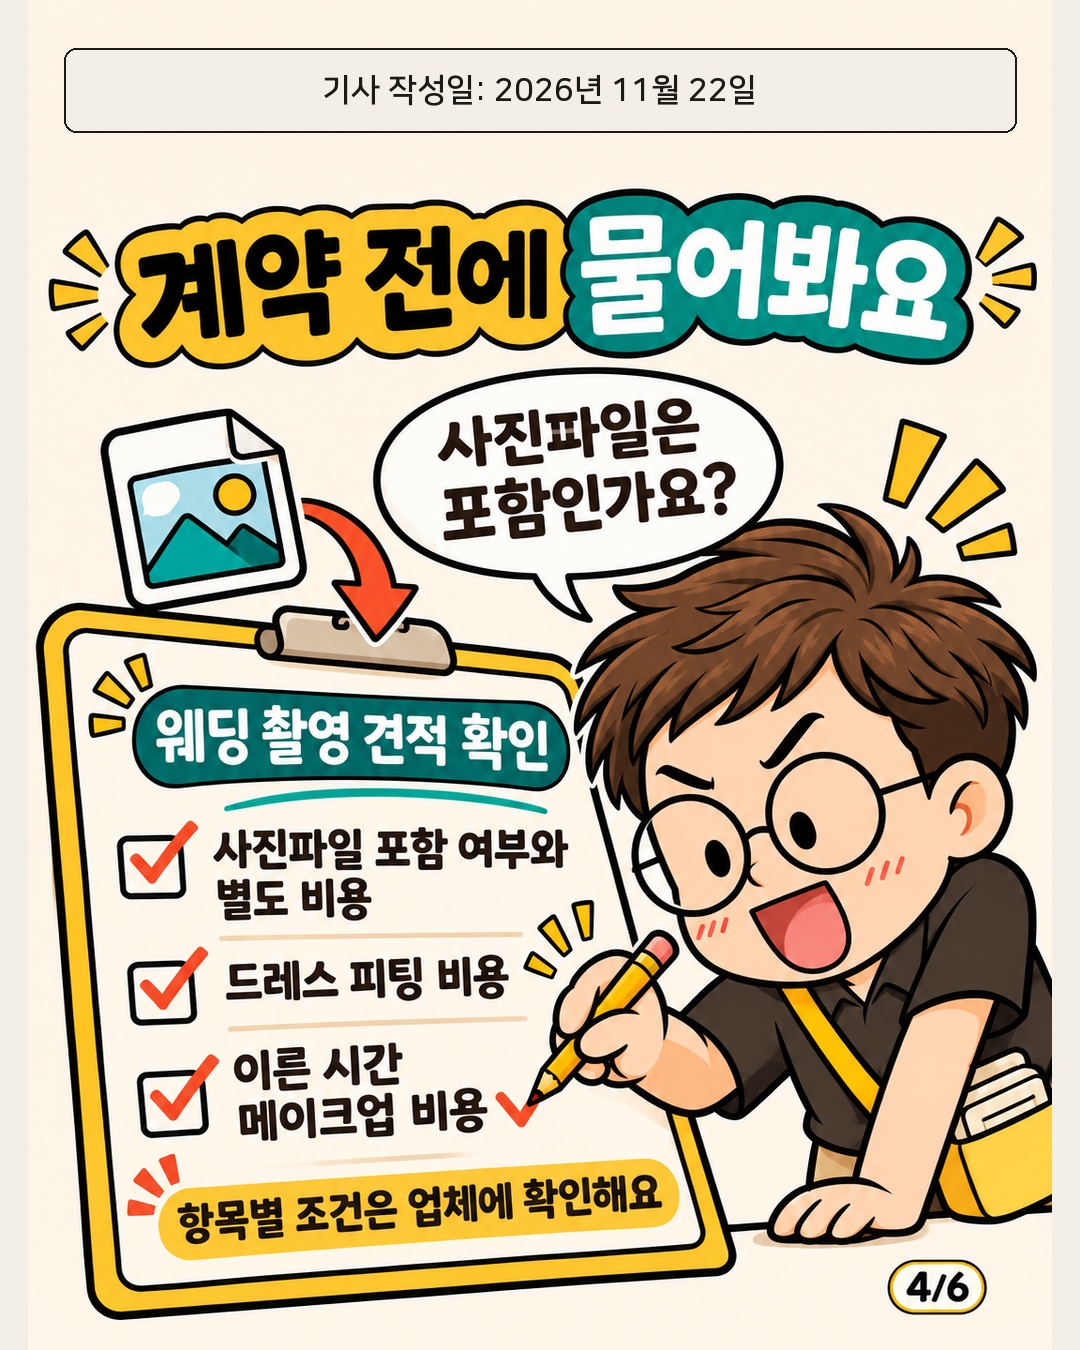 기사 작성일: 2026년 11월 22일
계약 전에 물어봐요
사진파일은
포함인가요?
웨딩 촬영 견적 확인
사진파일 포함 여부와
별도 비용
드레스 피팅 비용
이른 시간
메이크업 비용
항목별 조건은 업체에 확인해요
4/6